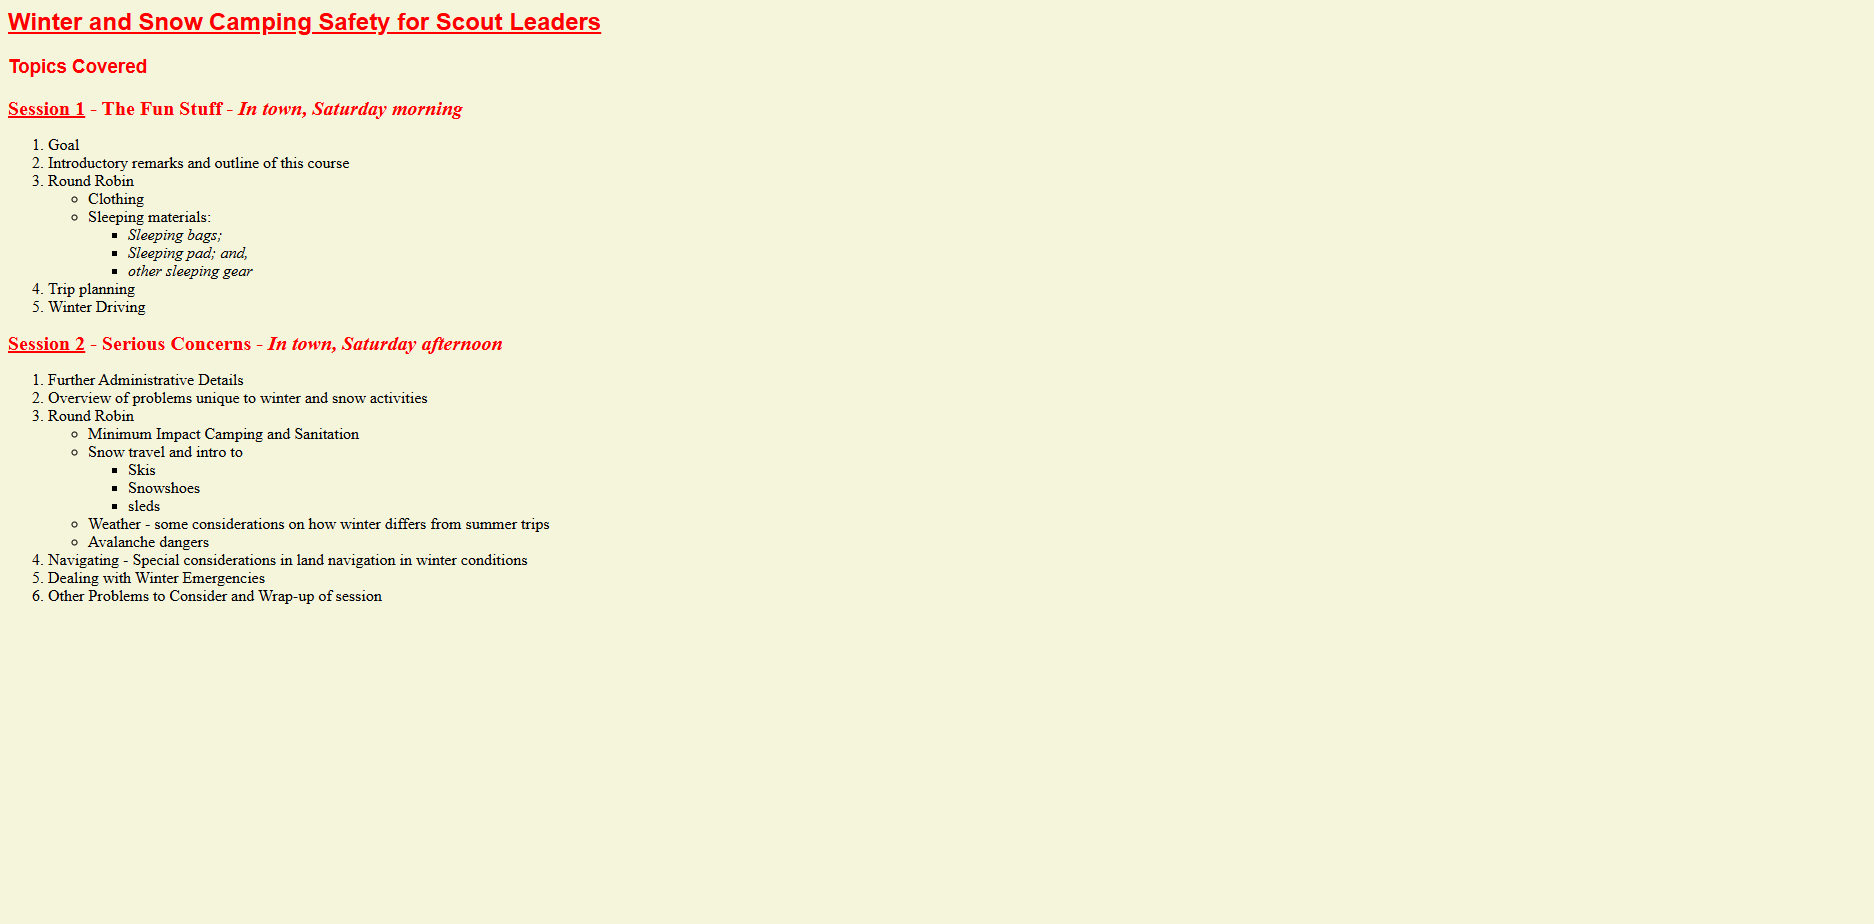 Winter and Snow Camping Safety for Scout Leaders
Topics Covered
Session 1 - The Fun Stuff - In town, Saturday morning
1. Goal
2. Introductory remarks and outline of this course
3. Round Robin
Clothing
Sleeping materials:
Sleeping bags;
Sleeping pad; and,
other sleeping gear
4. Trip planning
5. Winter Driving
Session 2 - Serious Concerns - In town, Saturday afternoon
1. Further Administrative Details
2. Overview of problems unique to winter and snow activities
3. Round Robin
Minimum Impact Camping and Sanitation
Snow travel and intro to
Skis
Snowshoes
sleds
Weather - some considerations on how winter differs from summer trips
Avalanche dangers
4. Navigating - Special considerations in land navigation in winter conditions
5. Dealing with Winter Emergencies
6. Other Problems to Consider and Wrap-up of session